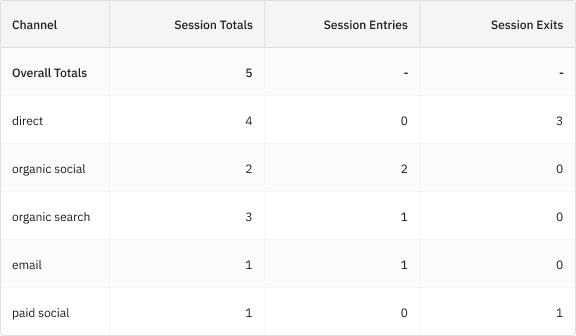 Channel Session Totals Session Entries Session Exits
Overall Totals 5 - -
direct 4 0 3
organic social 2 2 0
organic search 3 1 0
email 1 1 0
paid social 1 0 1